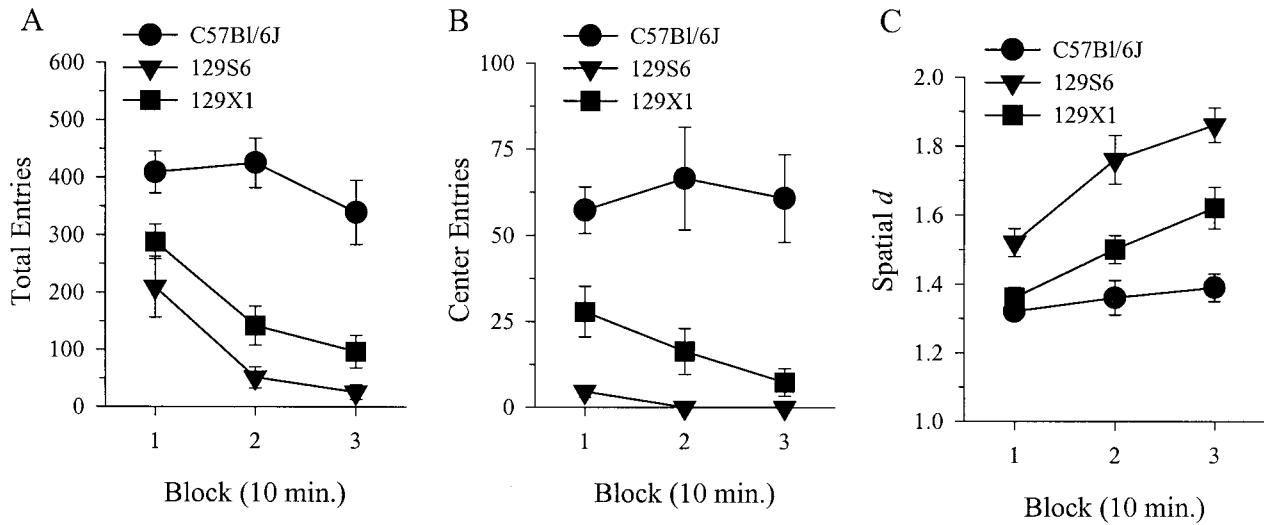 A
C57Bl/6J
129S6
129X1
600
500
400
300
200
100
0
Total Entries
1 2 3
Block (10 min.)
B
C57Bl/6J
129S6
129X1
100
75
50
25
0
Center Entries
1 2 3
Block (10 min.)
C
C57Bl/6J
129S6
129X1
2.0
1.8
1.6
1.4
1.2
1.0
Spatial d
1 2 3
Block (10 min.)